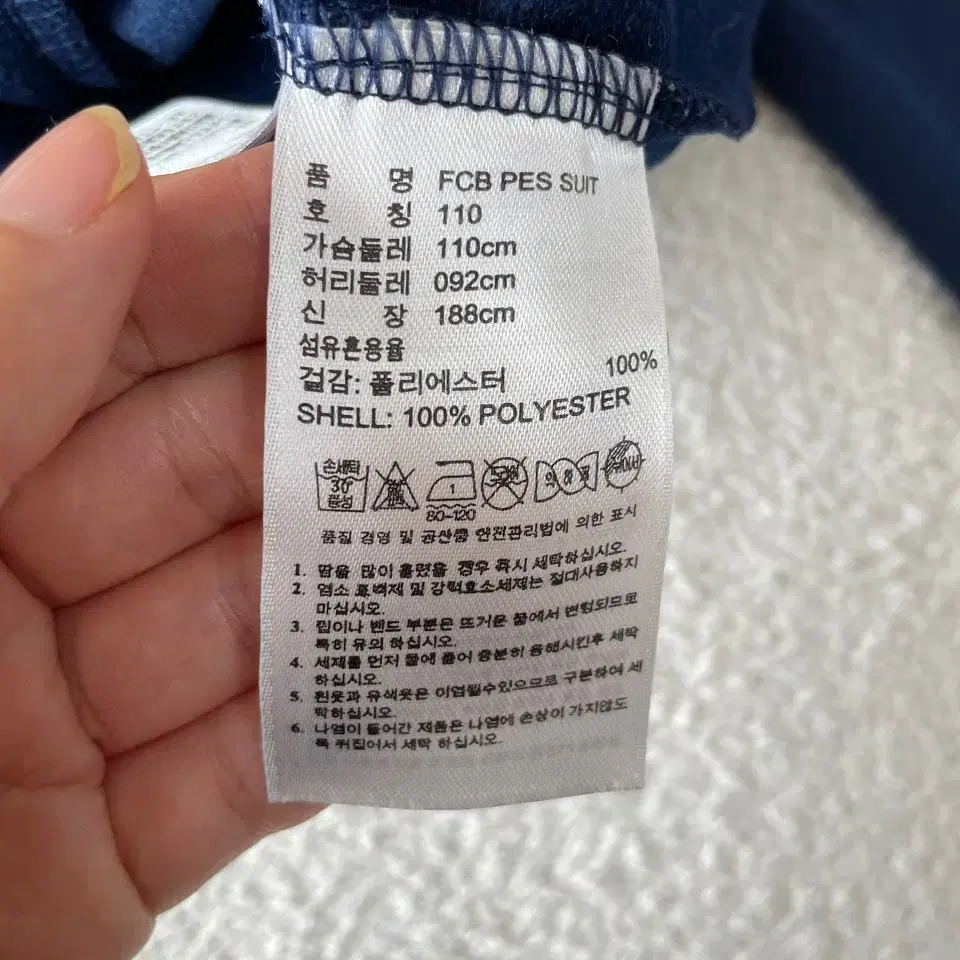 품 명 FCB PES SUIT
호 칭 110
가슴둘레 110cm
허리둘레 092cm
신 장 188cm
섬유혼용율
걸감: 폴리에스터 100%
SHELL: 100% POLYESTER
손세탁 30° 중성
1
80~120
품질 경영 및 공산품 안전관리법에 의한 표시
1. 땀을 많이 흘렸을 경우 즉시 세탁하십시오.
2. 염소 표백제 및 강력효소세제는 절대사용하지
마십시오.
3. 립이나 밴드 부분은 뜨거운 물에서 변형되므로
특히 유의 하십시오.
4. 세제를 먼저 물에 풀어 충분히 용해시킨후 세탁
하십시오.
5. 흰옷과 유색옷은 이염될수있으므로 구분하여 세
탁하십시오.
6. 나염이 들어간 제품은 나염에 손상이 가지않도
록 뒤집어서 세탁 하십시오.